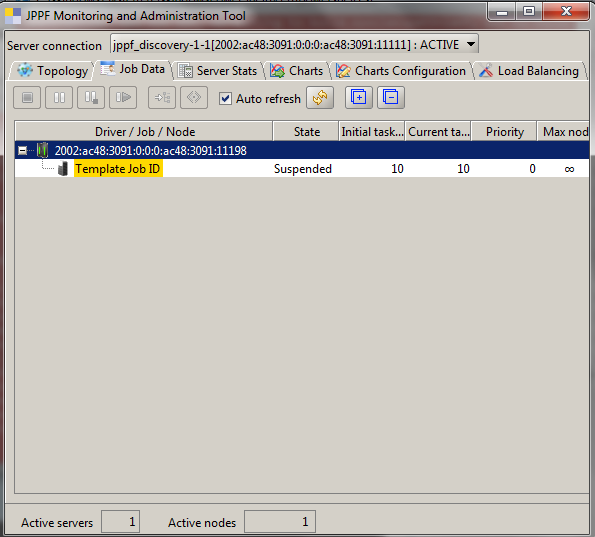 JPPF Monitoring and Administration Tool
Server connection jppf_discovery-1-1[2002:ac48:3091:0:0:0:ac48:3091:11111] : ACTIVE
Topology Job Data Server Stats Charts Charts Configuration Load Balancing
Auto refresh
Driver / Job / Node State Initial task... Current ta... Priority Max nod
2002:ac48:3091:0:0:0:ac48:3091:11198
Template Job ID Suspended 10 10 0 ∞
Active servers 1 Active nodes 1